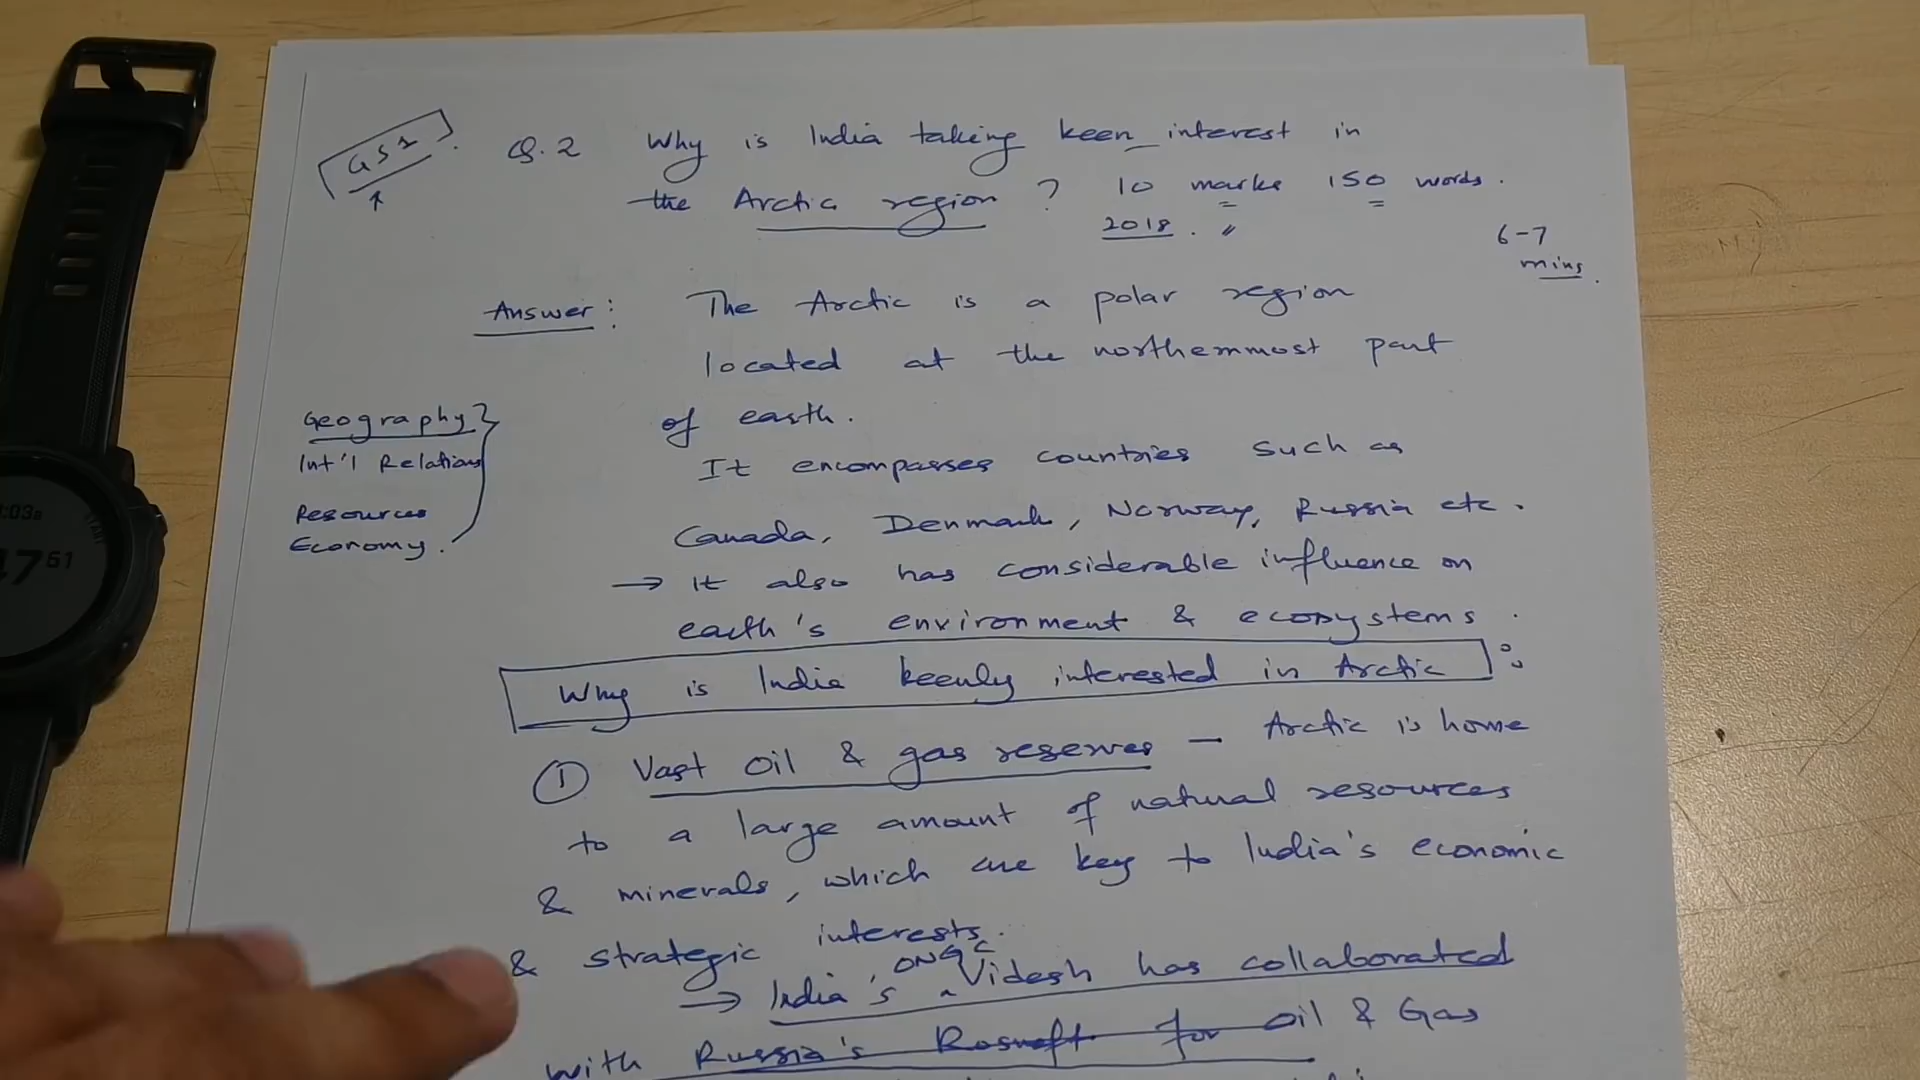 GS1
Q.2 Why is India taking keen interest in
the Arctic region ? 10 marks 150 words.
2018. "
6-7
mins.
Answer: The Arctic is a polar region
located at the northernmost part
of earth.
Geography
Int'l Relations
Resources
Economy.
It encompasses countries such as
Canada, Denmark, Norway, Russia etc.
→ It also has considerable influence on
earth's environment & ecosystems.
Why is India keenly interested in Arctic :
① Vast oil & gas reserves — Arctic is home
to a large amount of natural resources
& minerals, which are key to India's economic
& strategic interests.
→ India's ONGC Videsh has collaborated
with Russia's Rosneft for oil & Gas
:03
47 61
START